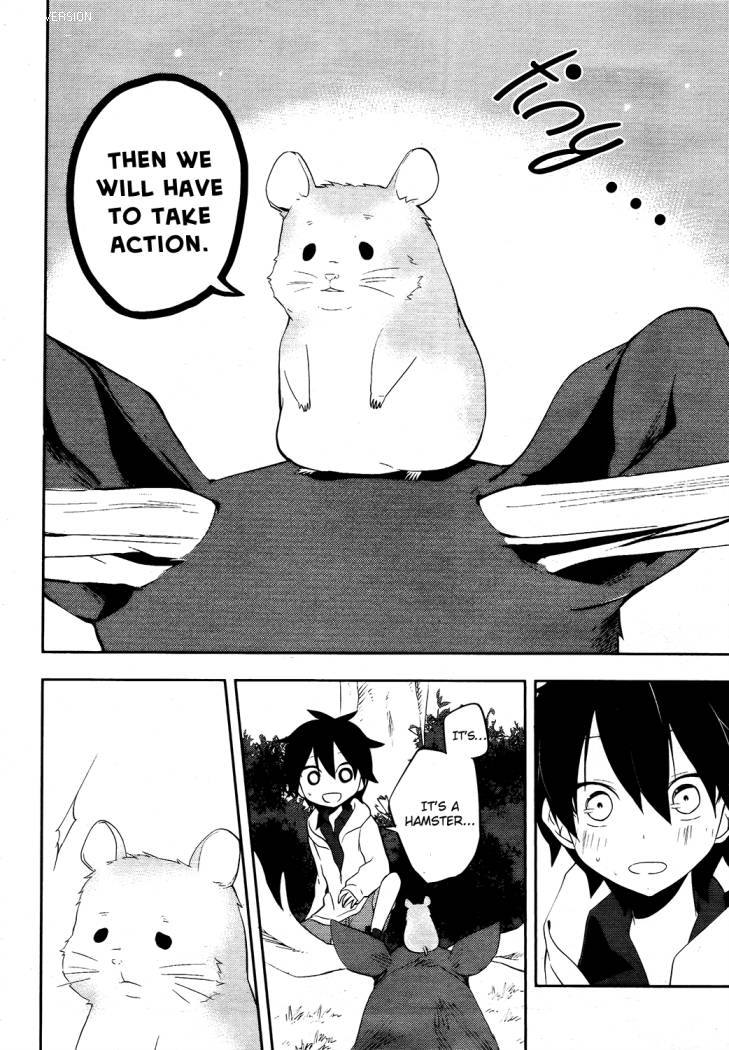 VERSION
tiny...
THEN WE
WILL HAVE
TO TAKE
ACTION.
IT'S...
IT'S A
HAMSTER...